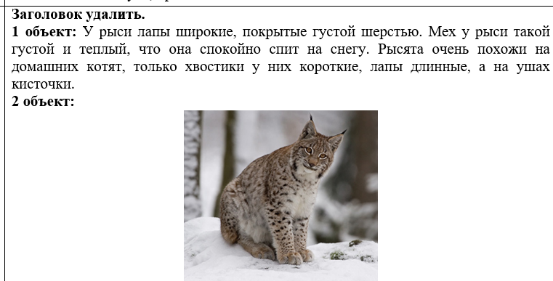 Заголовок удалить.
1 объект: У рыси лапы широкие, покрытые густой шерстью. Мех у рыси такой
густой и теплый, что она спокойно спит на снегу. Рысята очень похожи на
домашних котят, только хвостики у них короткие, лапы длинные, а на ушах
кисточки.
2 объект: